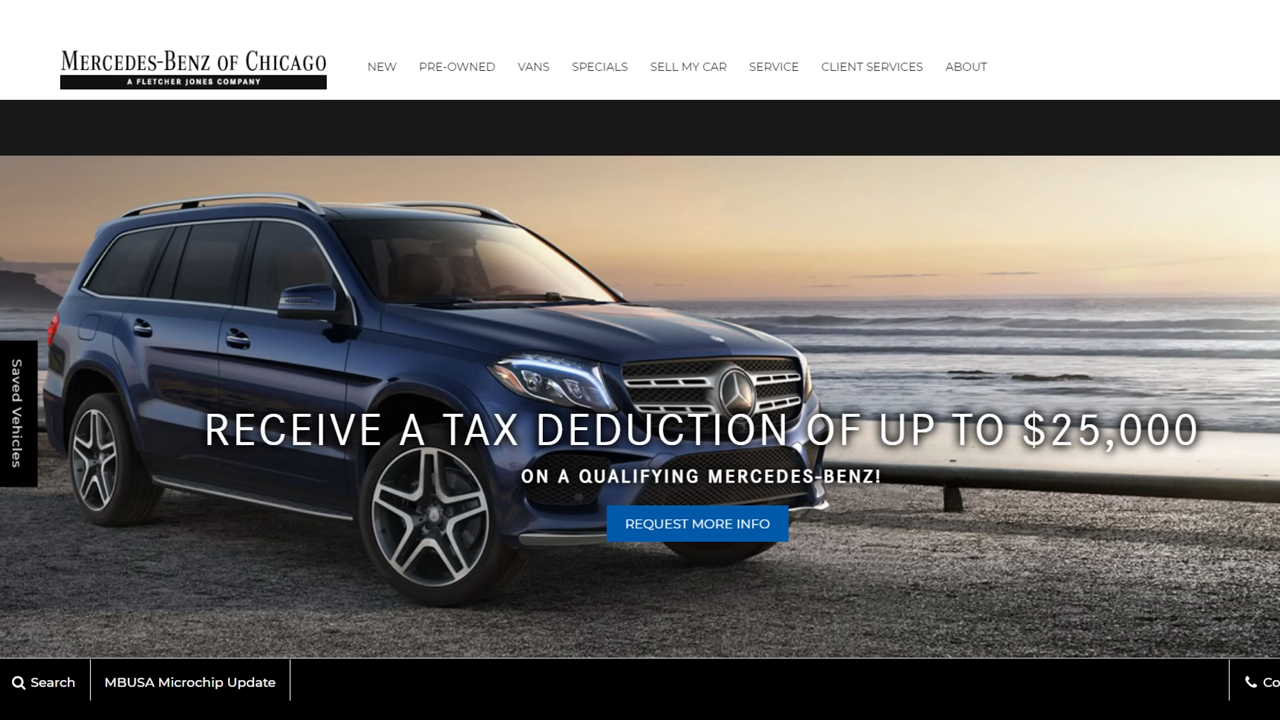 MERCEDES-BENZ OF CHICAGO
A FLETCHER JONES COMPANY
NEW PRE-OWNED VANS SPECIALS SELL MY CAR SERVICE CLIENT SERVICES ABOUT
Saved Vehicles
RECEIVE A TAX DEDUCTION OF UP TO $25,000
ON A QUALIFYING MERCEDES-BENZ!
REQUEST MORE INFO
Search MBUSA Microchip Update